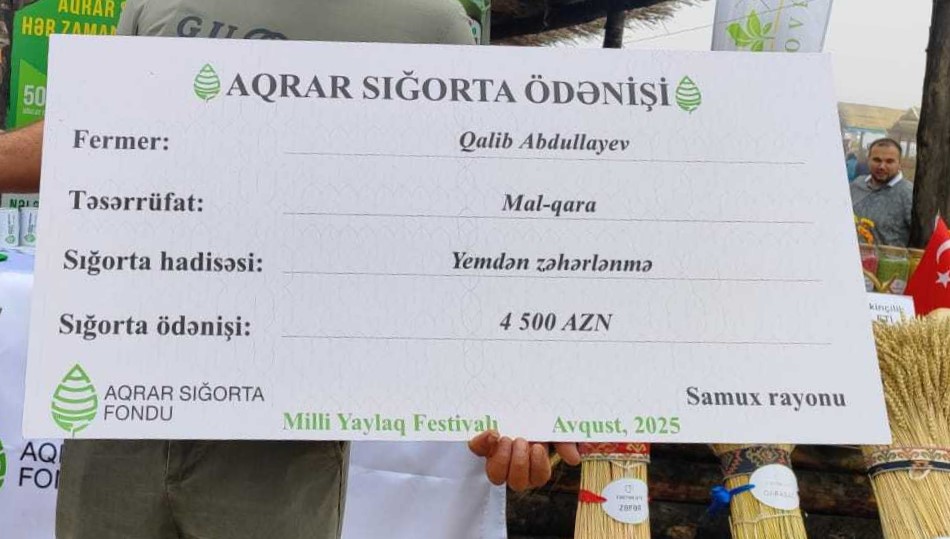 AQRAR S
HƏR ZAMAN
50
AQRAR SIĞORTA ÖDƏNİŞİ
Fermer: Qalib Abdullayev
Təsərrüfat: Mal-qara
Sığorta hadisəsi: Yemdən zəhərlənmə
Sığorta ödənişi: 4 500 AZN
AQRAR SIĞORTA
FONDU
Samux rayonu
Milli Yaylaq Festivalı Avqust, 2025